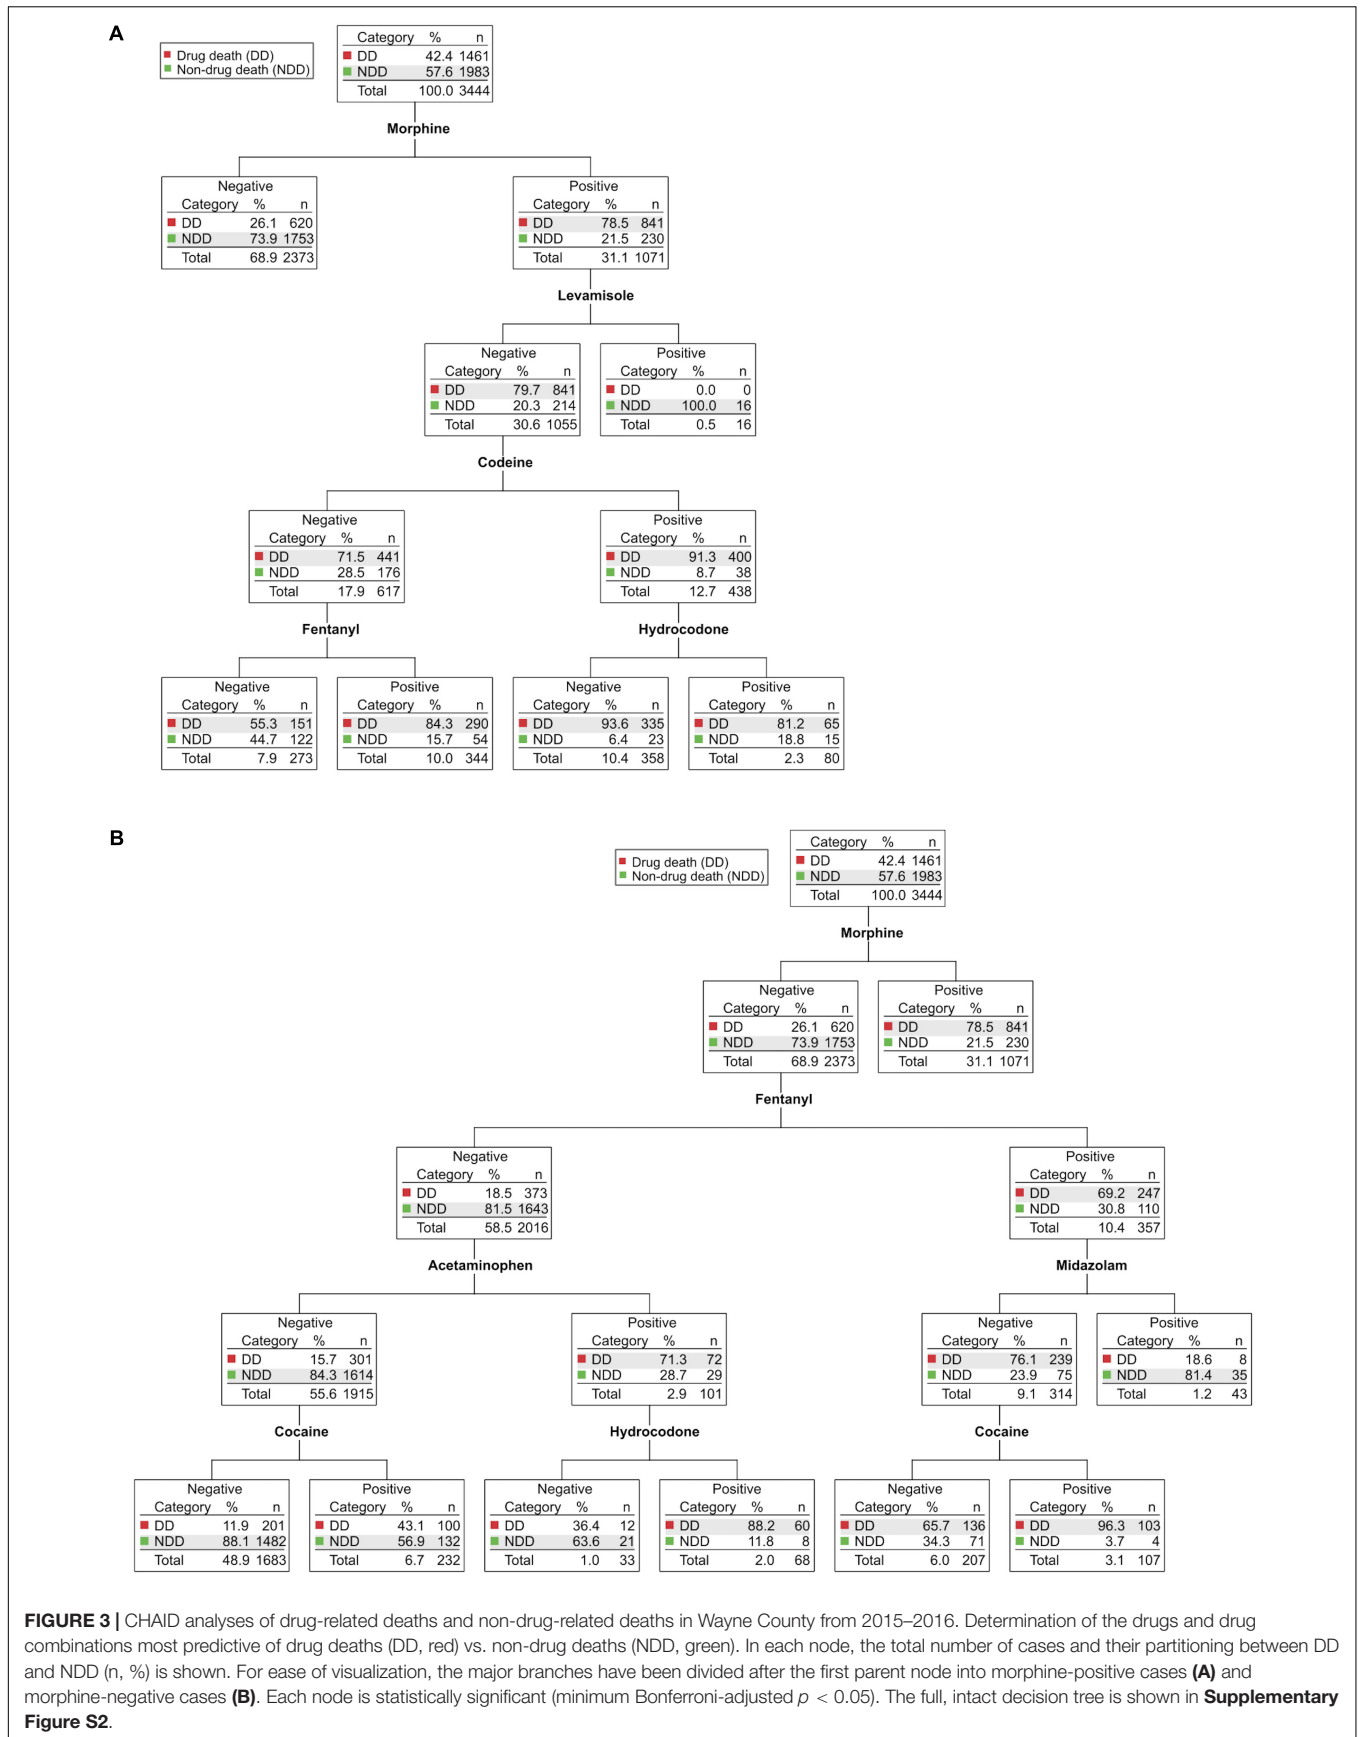 A
Drug death (DD)
Non-drug death (NDD)
Category % n
DD 42.4 1461
NDD 57.6 1983
Total 100.0 3444
Morphine
Negative
Category % n
DD 26.1 620
NDD 73.9 1753
Total 68.9 2373
Positive
Category % n
DD 78.5 841
NDD 21.5 230
Total 31.1 1071
Levamisole
Negative
Category % n
DD 79.7 841
NDD 20.3 214
Total 30.6 1055
Positive
Category % n
DD 0.0 0
NDD 100.0 16
Total 0.5 16
Codeine
Negative
Category % n
DD 71.5 441
NDD 28.5 176
Total 17.9 617
Positive
Category % n
DD 91.3 400
NDD 8.7 38
Total 12.7 438
Fentanyl
Hydrocodone
Negative
Category % n
DD 55.3 151
NDD 44.7 122
Total 7.9 273
Positive
Category % n
DD 84.3 290
NDD 15.7 54
Total 10.0 344
Negative
Category % n
DD 93.6 335
NDD 6.4 23
Total 10.4 358
Positive
Category % n
DD 81.2 65
NDD 18.8 15
Total 2.3 80
B
Drug death (DD)
Non-drug death (NDD)
Category % n
DD 42.4 1461
NDD 57.6 1983
Total 100.0 3444
Morphine
Negative
Category % n
DD 26.1 620
NDD 73.9 1753
Total 68.9 2373
Positive
Category % n
DD 78.5 841
NDD 21.5 230
Total 31.1 1071
Fentanyl
Negative
Category % n
DD 18.5 373
NDD 81.5 1643
Total 58.5 2016
Positive
Category % n
DD 69.2 247
NDD 30.8 110
Total 10.4 357
Acetaminophen
Midazolam
Negative
Category % n
DD 15.7 301
NDD 84.3 1614
Total 55.6 1915
Positive
Category % n
DD 71.3 72
NDD 28.7 29
Total 2.9 101
Negative
Category % n
DD 76.1 239
NDD 23.9 75
Total 9.1 314
Positive
Category % n
DD 18.6 8
NDD 81.4 35
Total 1.2 43
Cocaine
Hydrocodone
Cocaine
Negative
Category % n
DD 11.9 201
NDD 88.1 1482
Total 48.9 1683
Positive
Category % n
DD 43.1 100
NDD 56.9 132
Total 6.7 232
Negative
Category % n
DD 36.4 12
NDD 63.6 21
Total 1.0 33
Positive
Category % n
DD 88.2 60
NDD 11.8 8
Total 2.0 68
Negative
Category % n
DD 65.7 136
NDD 34.3 71
Total 6.0 207
Positive
Category % n
DD 96.3 103
NDD 3.7 4
Total 3.1 107
FIGURE 3 | CHAID analyses of drug-related deaths and non-drug-related deaths in Wayne County from 2015–2016. Determination of the drugs and drug
combinations most predictive of drug deaths (DD, red) vs. non-drug deaths (NDD, green). In each node, the total number of cases and their partitioning between DD
and NDD (n, %) is shown. For ease of visualization, the major branches have been divided after the first parent node into morphine-positive cases (A) and
morphine-negative cases (B). Each node is statistically significant (minimum Bonferroni-adjusted p < 0.05). The full, intact decision tree is shown in Supplementary
Figure S2.